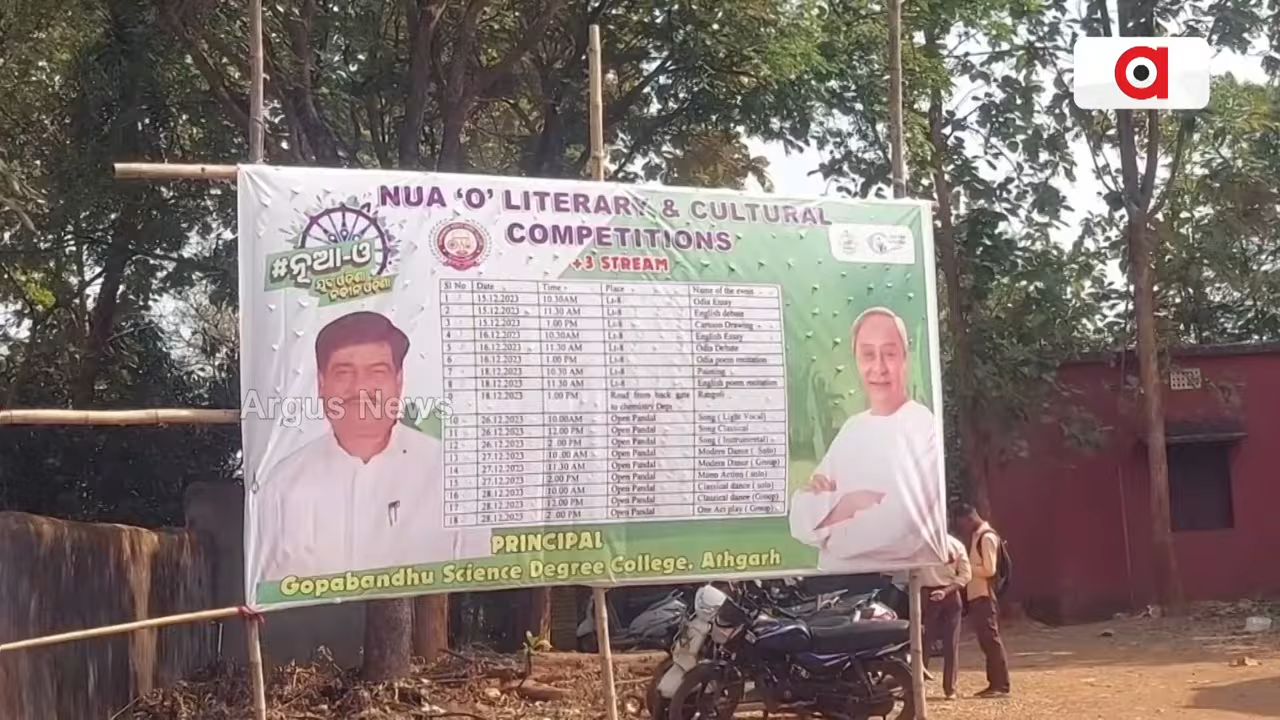 NUA 'O' LITERARY & CULTURAL
COMPETITIONS
+3 STREAM
#ନୂଆ-ଓ
ଯୁବ ଓଡ଼ିଶା
ନବୀନ ଓଡ଼ିଶା
Sl No Date Time Place Name of the event
1 15.12.2023 10.30AM Lt-8 Odia Essay
2 15.12.2023 11.30 AM Lt-8 English debate
3 15.12.2023 1.00 PM Lt-8 Cartoon Drawing
4 16.12.2023 10.30AM Lt-8 English Essay
5 16.12.2023 11.30 AM Lt-8 Odia Debate
6 16.12.2023 1.00 PM Lt-8 Odia poem recitation
7 18.12.2023 10.30 AM Lt-8 Painting
8 18.12.2023 11.30 AM Lt-8 English poem recitation
9 18.12.2023 1.00 PM Road from back gate Rangoli
to chemistry Dept
10 26.12.2023 10.00AM Open Pandal Song ( Light Vocal)
11 26.12.2023 12.00 PM Open Pandal Song Classical
12 26.12.2023 2.00 PM Open Pandal Song ( Instrumental)
13 27.12.2023 10.00AM Open Pandal Modern Dance ( Solo)
14 27.12.2023 11.30 AM Open Pandal Modern Dance ( Group)
15 27.12.2023 2.00 PM Open Pandal Mono Action ( solo)
16 28.12.2023 10.00 AM Open Pandal Classical dance ( solo)
17 28.12.2023 12.00 PM Open Pandal Classical dance (Group)
18 28.12.2023 2.00 PM Open Pandal One Act play ( Group)
Argus News
PRINCIPAL
Gopabandhu Science Degree College, Athgarh